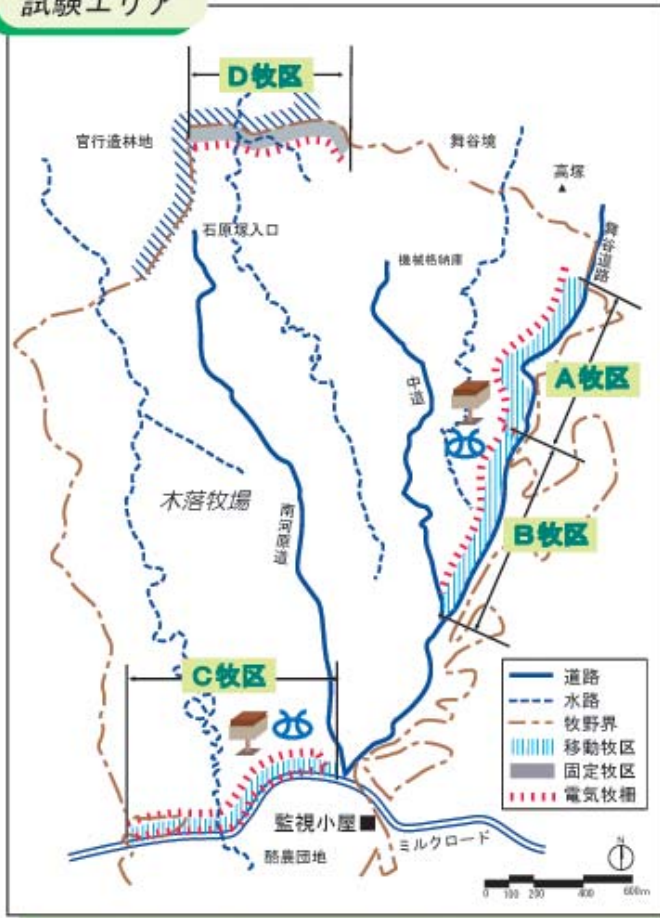 試験エリア
D牧区
官行造林地
舞谷境
高塚
石原塚入口
舞谷道路
機械格納庫
A牧区
中道
木落牧場
南河原道
B牧区
C牧区
道路
水路
牧野界
移動牧区
固定牧区
電気牧柵
監視小屋
ミルクロード
酪農団地
N
0 100 200 400 600m